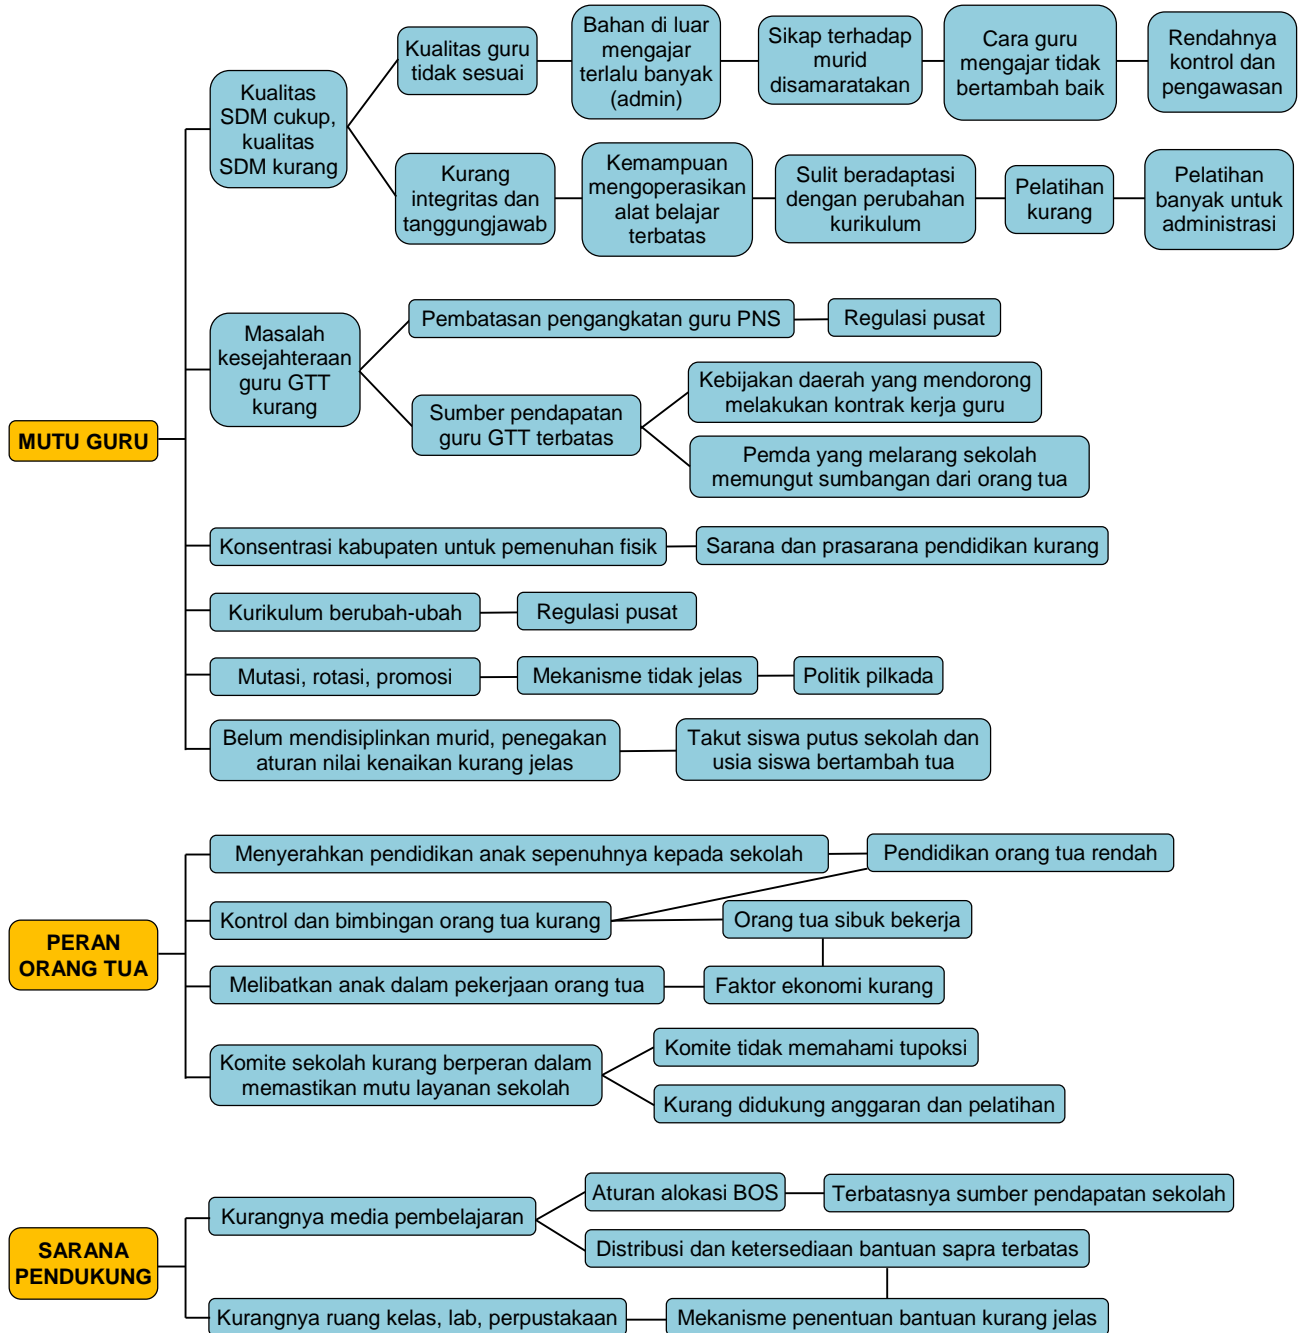 MUTU GURU
Kualitas
SDM cukup,
kualitas
SDM kurang
Kualitas guru
tidak sesuai
Bahan di luar
mengajar
terlalu banyak
(admin)
Sikap terhadap
murid
disamaratakan
Cara guru
mengajar tidak
bertambah baik
Rendahnya
kontrol dan
pengawasan
Kurang
integritas dan
tanggungjawab
Kemampuan
mengoperasikan
alat belajar
terbatas
Sulit beradaptasi
dengan perubahan
kurikulum
Pelatihan
kurang
Pelatihan
banyak untuk
administrasi
Masalah
kesejahteraan
guru GTT
kurang
Pembatasan pengangkatan guru PNS
Regulasi pusat
Sumber pendapatan
guru GTT terbatas
Kebijakan daerah yang mendorong
melakukan kontrak kerja guru
Pemda yang melarang sekolah
memungut sumbangan dari orang tua
Konsentrasi kabupaten untuk pemenuhan fisik
Sarana dan prasarana pendidikan kurang
Kurikulum berubah-ubah
Regulasi pusat
Mutasi, rotasi, promosi
Mekanisme tidak jelas
Politik pilkada
Belum mendisiplinkan murid, penegakan
aturan nilai kenaikan kurang jelas
Takut siswa putus sekolah dan
usia siswa bertambah tua
PERAN
ORANG TUA
Menyerahkan pendidikan anak sepenuhnya kepada sekolah
Pendidikan orang tua rendah
Kontrol dan bimbingan orang tua kurang
Orang tua sibuk bekerja
Melibatkan anak dalam pekerjaan orang tua
Faktor ekonomi kurang
Komite sekolah kurang berperan dalam
memastikan mutu layanan sekolah
Komite tidak memahami tupoksi
Kurang didukung anggaran dan pelatihan
SARANA
PENDUKUNG
Kurangnya media pembelajaran
Aturan alokasi BOS
Terbatasnya sumber pendapatan sekolah
Distribusi dan ketersediaan bantuan sapra terbatas
Kurangnya ruang kelas, lab, perpustakaan
Mekanisme penentuan bantuan kurang jelas